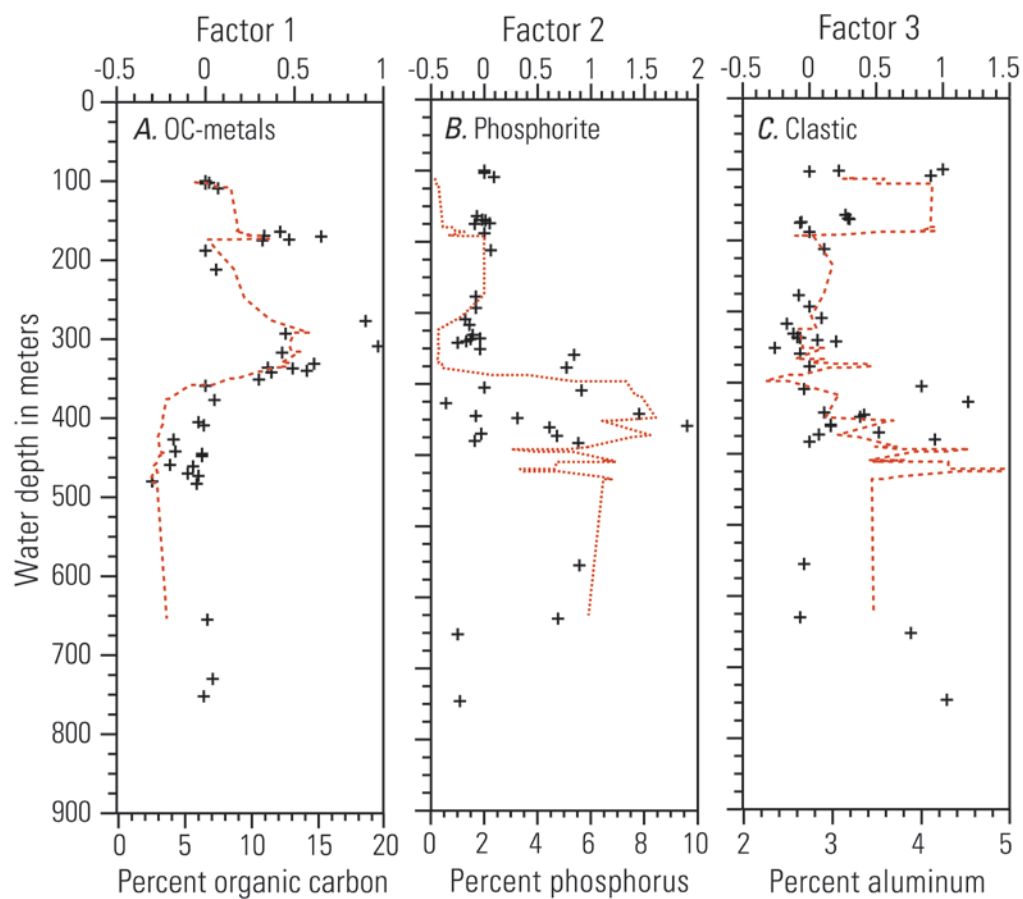 Factor 1
Factor 2
Factor 3
-0.5 0 0.5 1
-0.5 0 0.5 1 1.5 2
-0.5 0 0.5 1 1.5
A. OC-metals
B. Phosphorite
C. Clastic
Water depth in meters
0
100
200
300
400
500
600
700
800
900
0 5 10 15 20
0 2 4 6 8 10
2 3 4 5
Percent organic carbon
Percent phosphorus
Percent aluminum